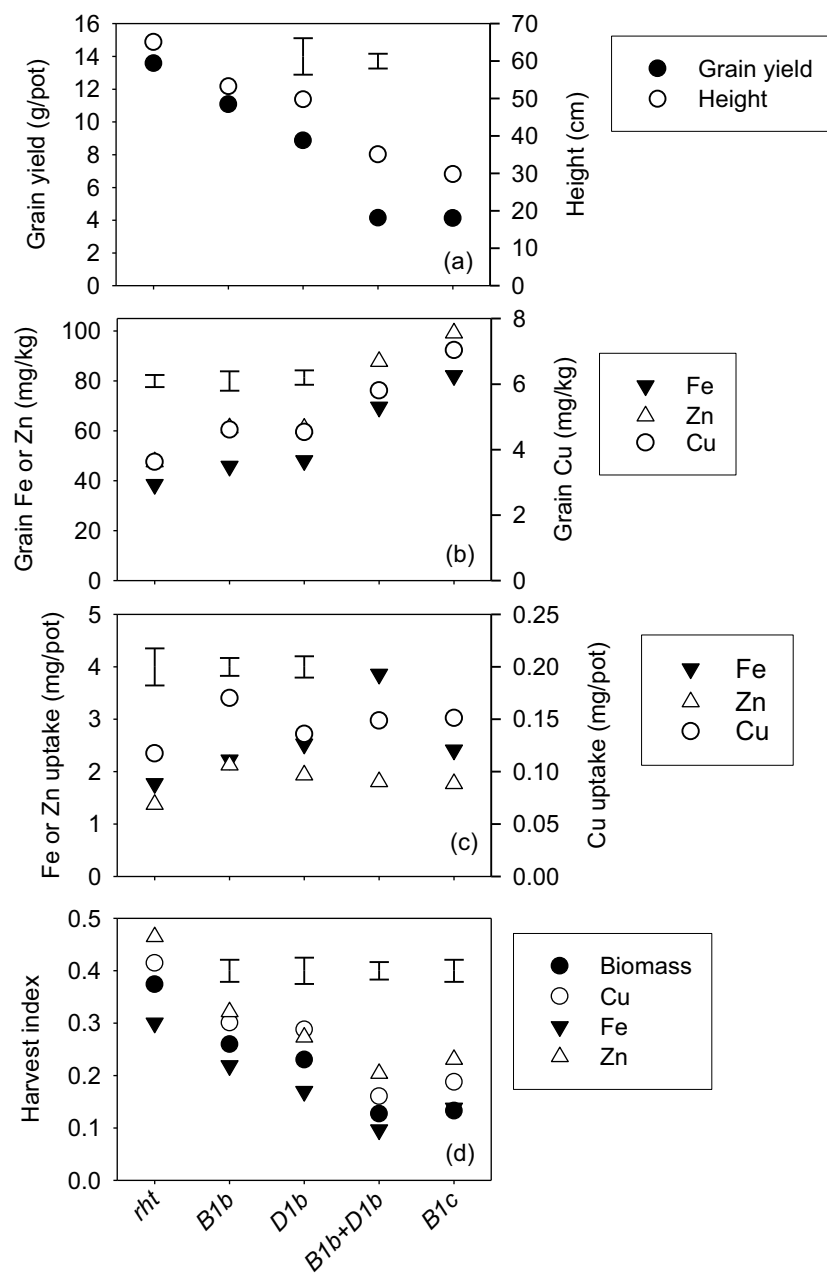 Grain yield (g/pot)
16
14
12
10
8
6
4
2
0
70
60
50
40
30
20
10
0
Height (cm)
(a)
Grain yield
Height
Grain Fe or Zn (mg/kg)
100
80
60
40
20
0
8
6
4
2
0
Grain Cu (mg/kg)
(b)
Fe
Zn
Cu
Fe or Zn uptake (mg/pot)
5
4
3
2
1
0
0.25
0.20
0.15
0.10
0.05
0.00
Cu uptake (mg/pot)
(c)
Fe
Zn
Cu
Harvest index
0.5
0.4
0.3
0.2
0.1
0.0
(d)
Biomass
Cu
Fe
Zn
rht
B1b
D1b
B1b+D1b
B1c